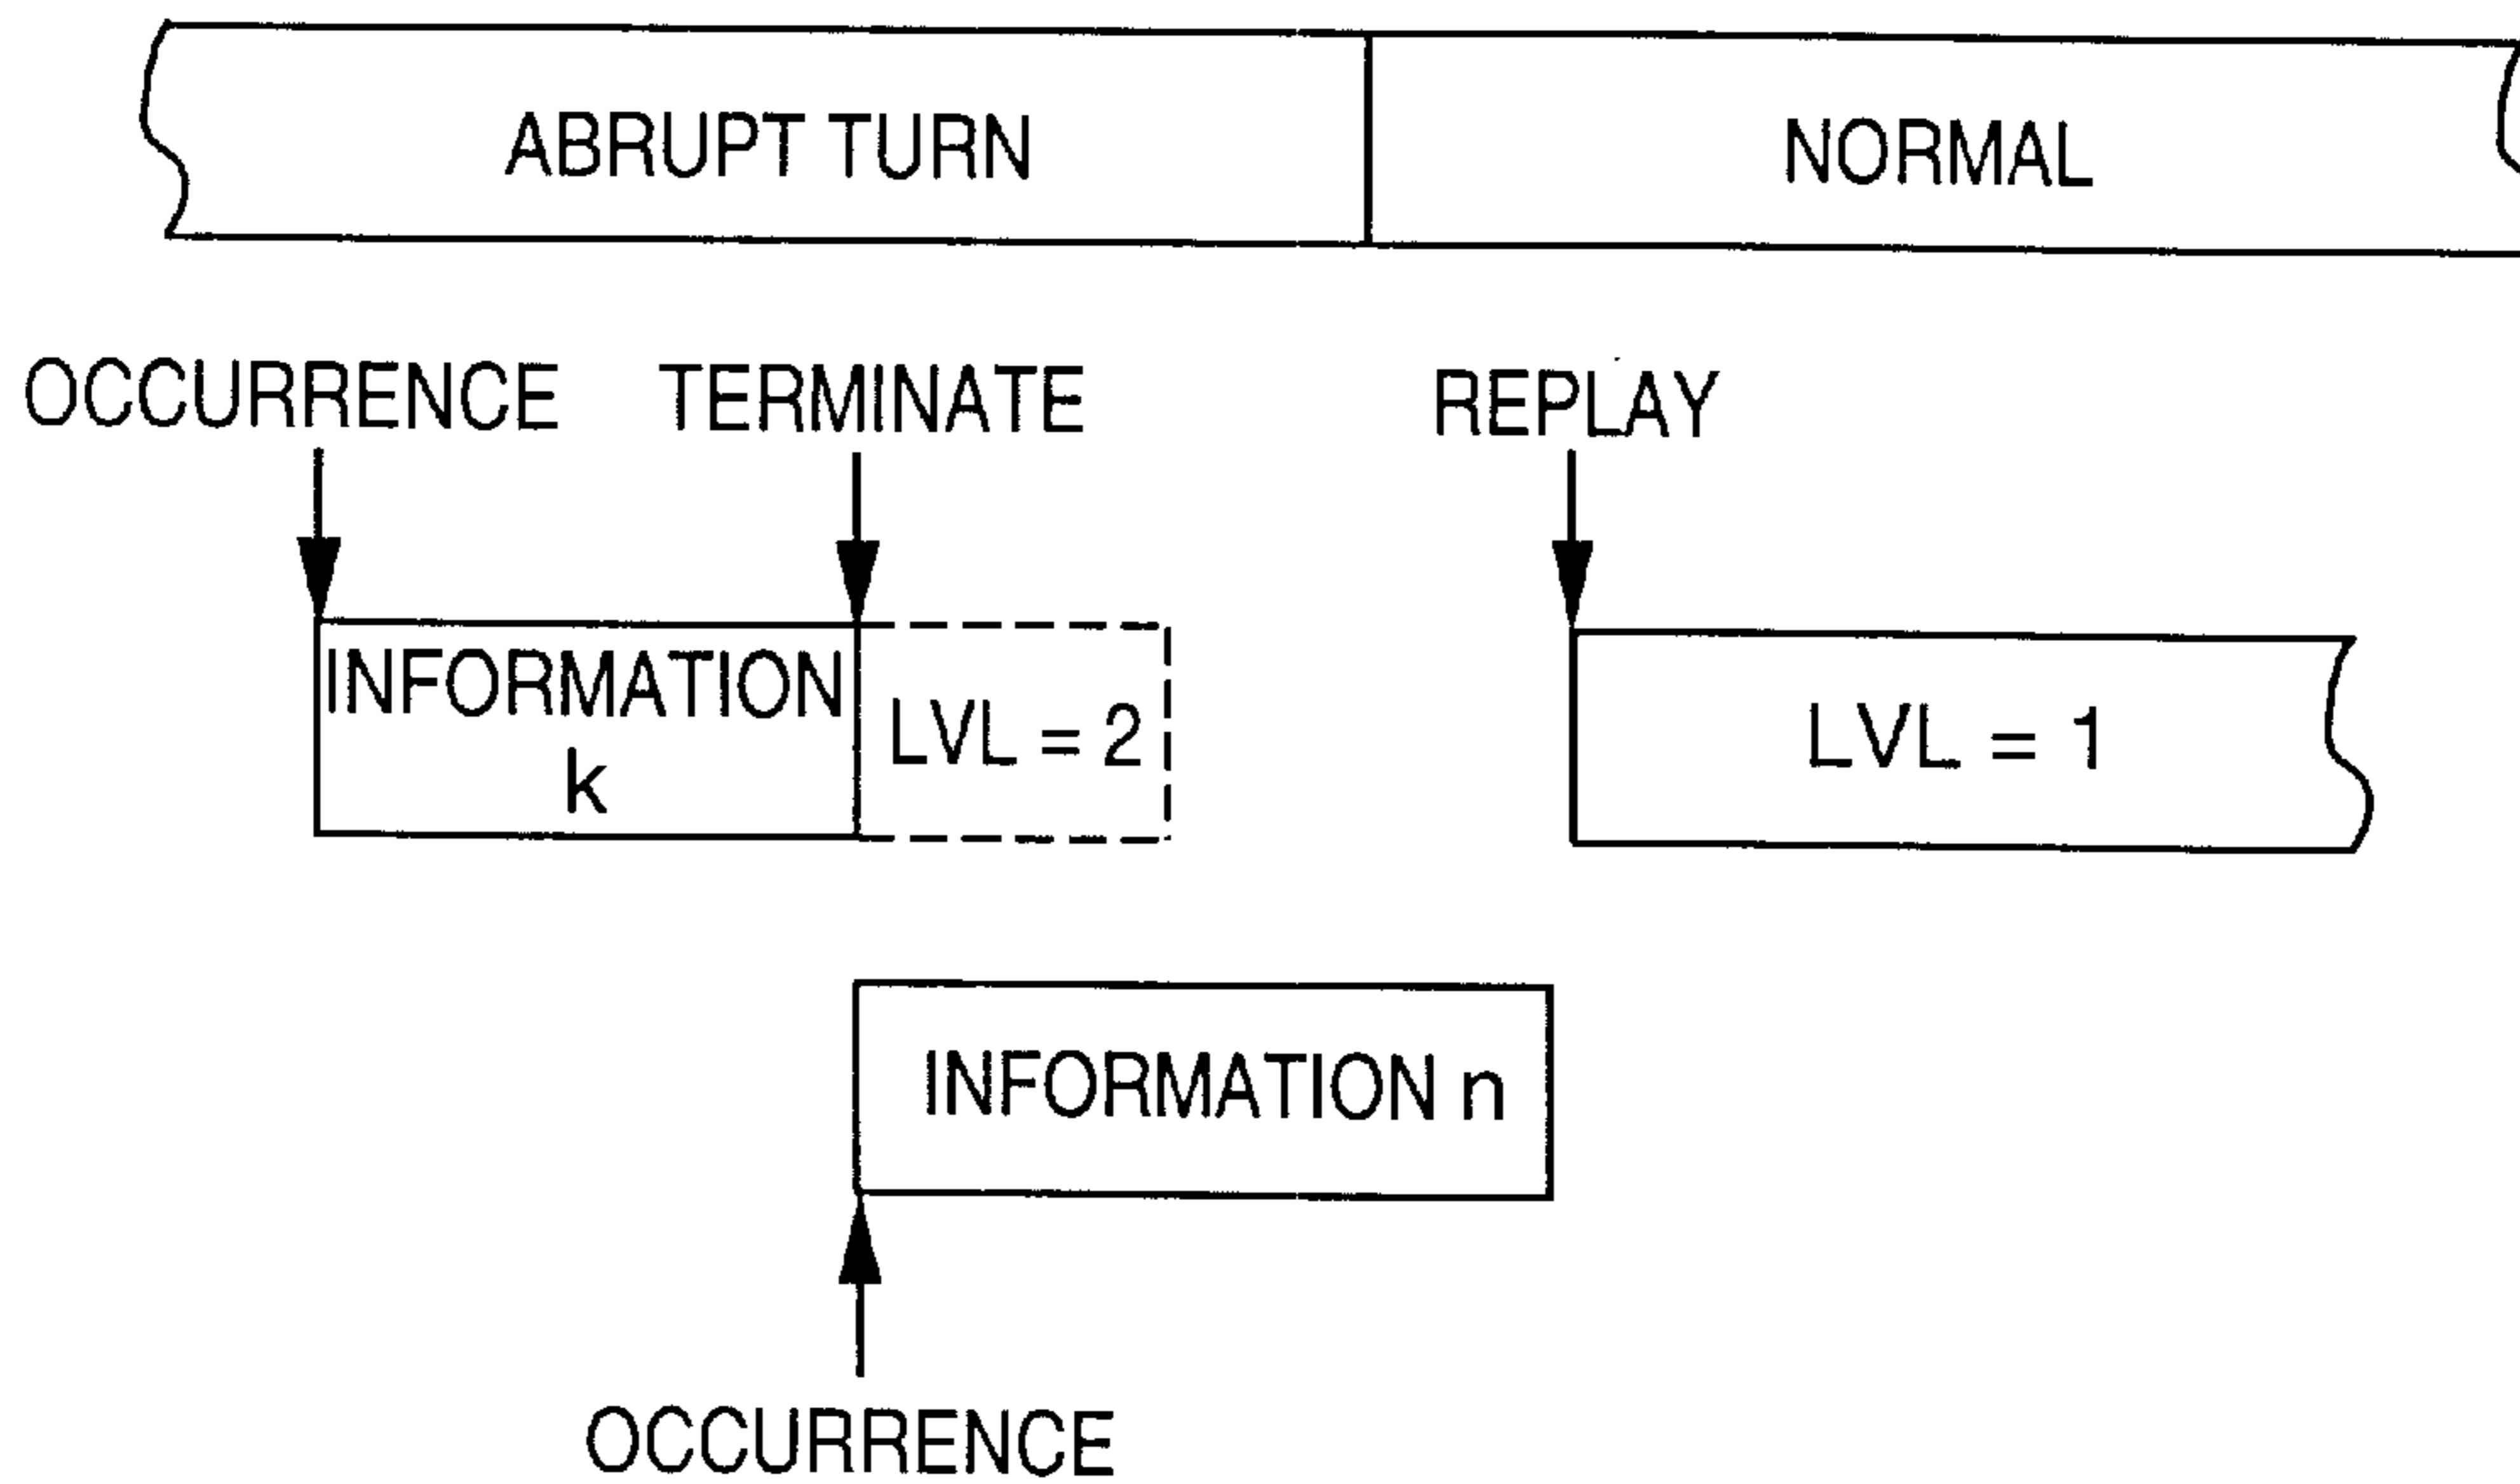 ABRUPT TURN
NORMAL
OCCURRENCE
TERMINATE
REPLAY
INFORMATION
k
LVL = 2
LVL = 1
INFORMATION n
OCCURRENCE